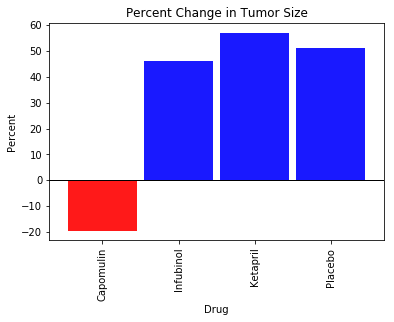 Percent Change in Tumor Size
Percent
60
50
40
30
20
10
0
−10
−20
Capomulin
Infubinol
Ketapril
Placebo
Drug